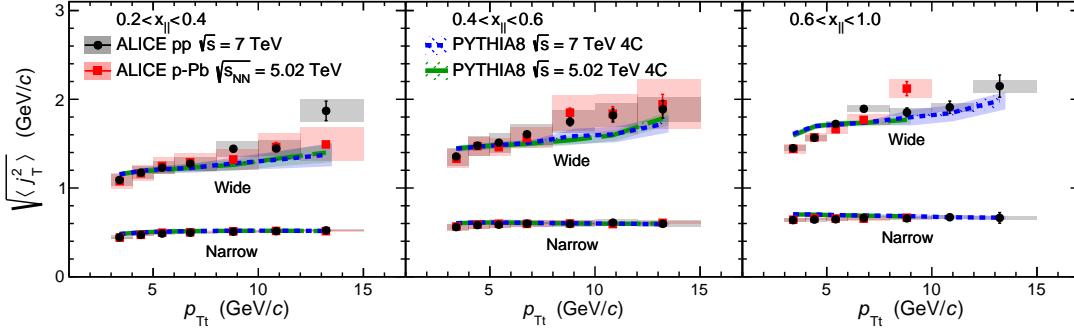 0.2<x||<0.4
ALICE pp √s = 7 TeV
ALICE p-Pb √sNN = 5.02 TeV
0.4<x||<0.6
PYTHIA8 √s = 7 TeV 4C
PYTHIA8 √s = 5.02 TeV 4C
0.6<x||<1.0
√⟨ j²T ⟩ (GeV/c)
3
2
1
0
Wide
Narrow
Wide
Narrow
Wide
Narrow
5 10 15
5 10 15
5 10 15
pTt (GeV/c)
pTt (GeV/c)
pTt (GeV/c)